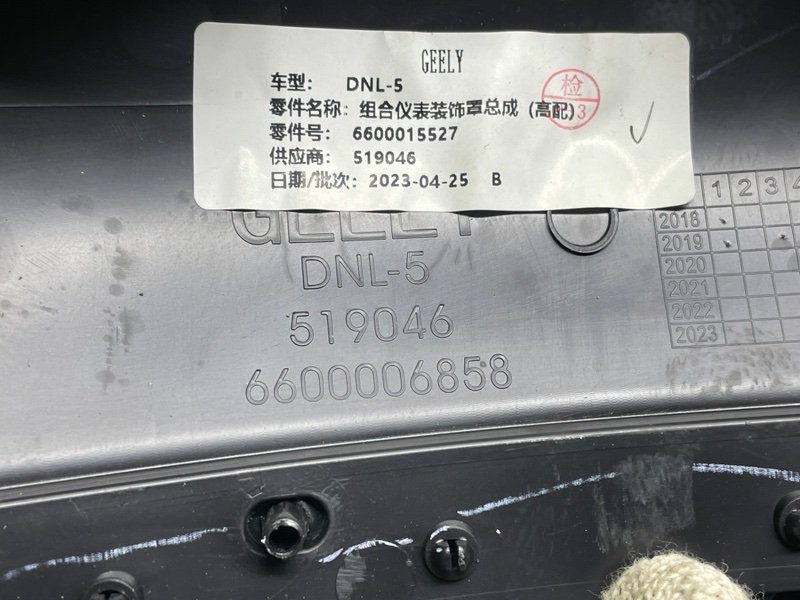 GEELY
车型: DNL-5
零件名称: 组合仪表装饰罩总成 (高配)
检
3
零件号: 6600015527
供应商: 519046
日期/批次: 2023-04-25 B
GEELY
DNL-5
519046
6600006858
1 2 3 4
2018
2019
2020
2021
2022
2023